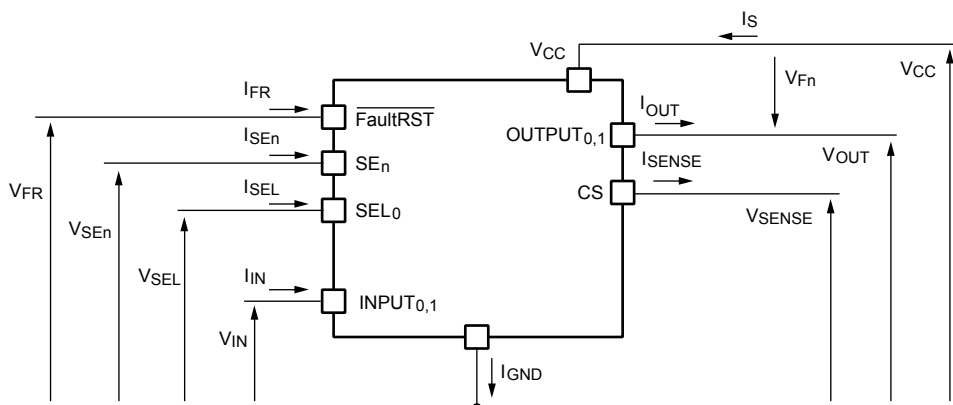 IS
VCC
VCC
VFn
IFR
FaultRST
IOUT
OUTPUT0,1
ISEn
SEn
VOUT
ISENSE
CS
VFR
ISEL
SEL0
VSENSE
VSEn
VSEL
IIN
INPUT0,1
VIN
IGND